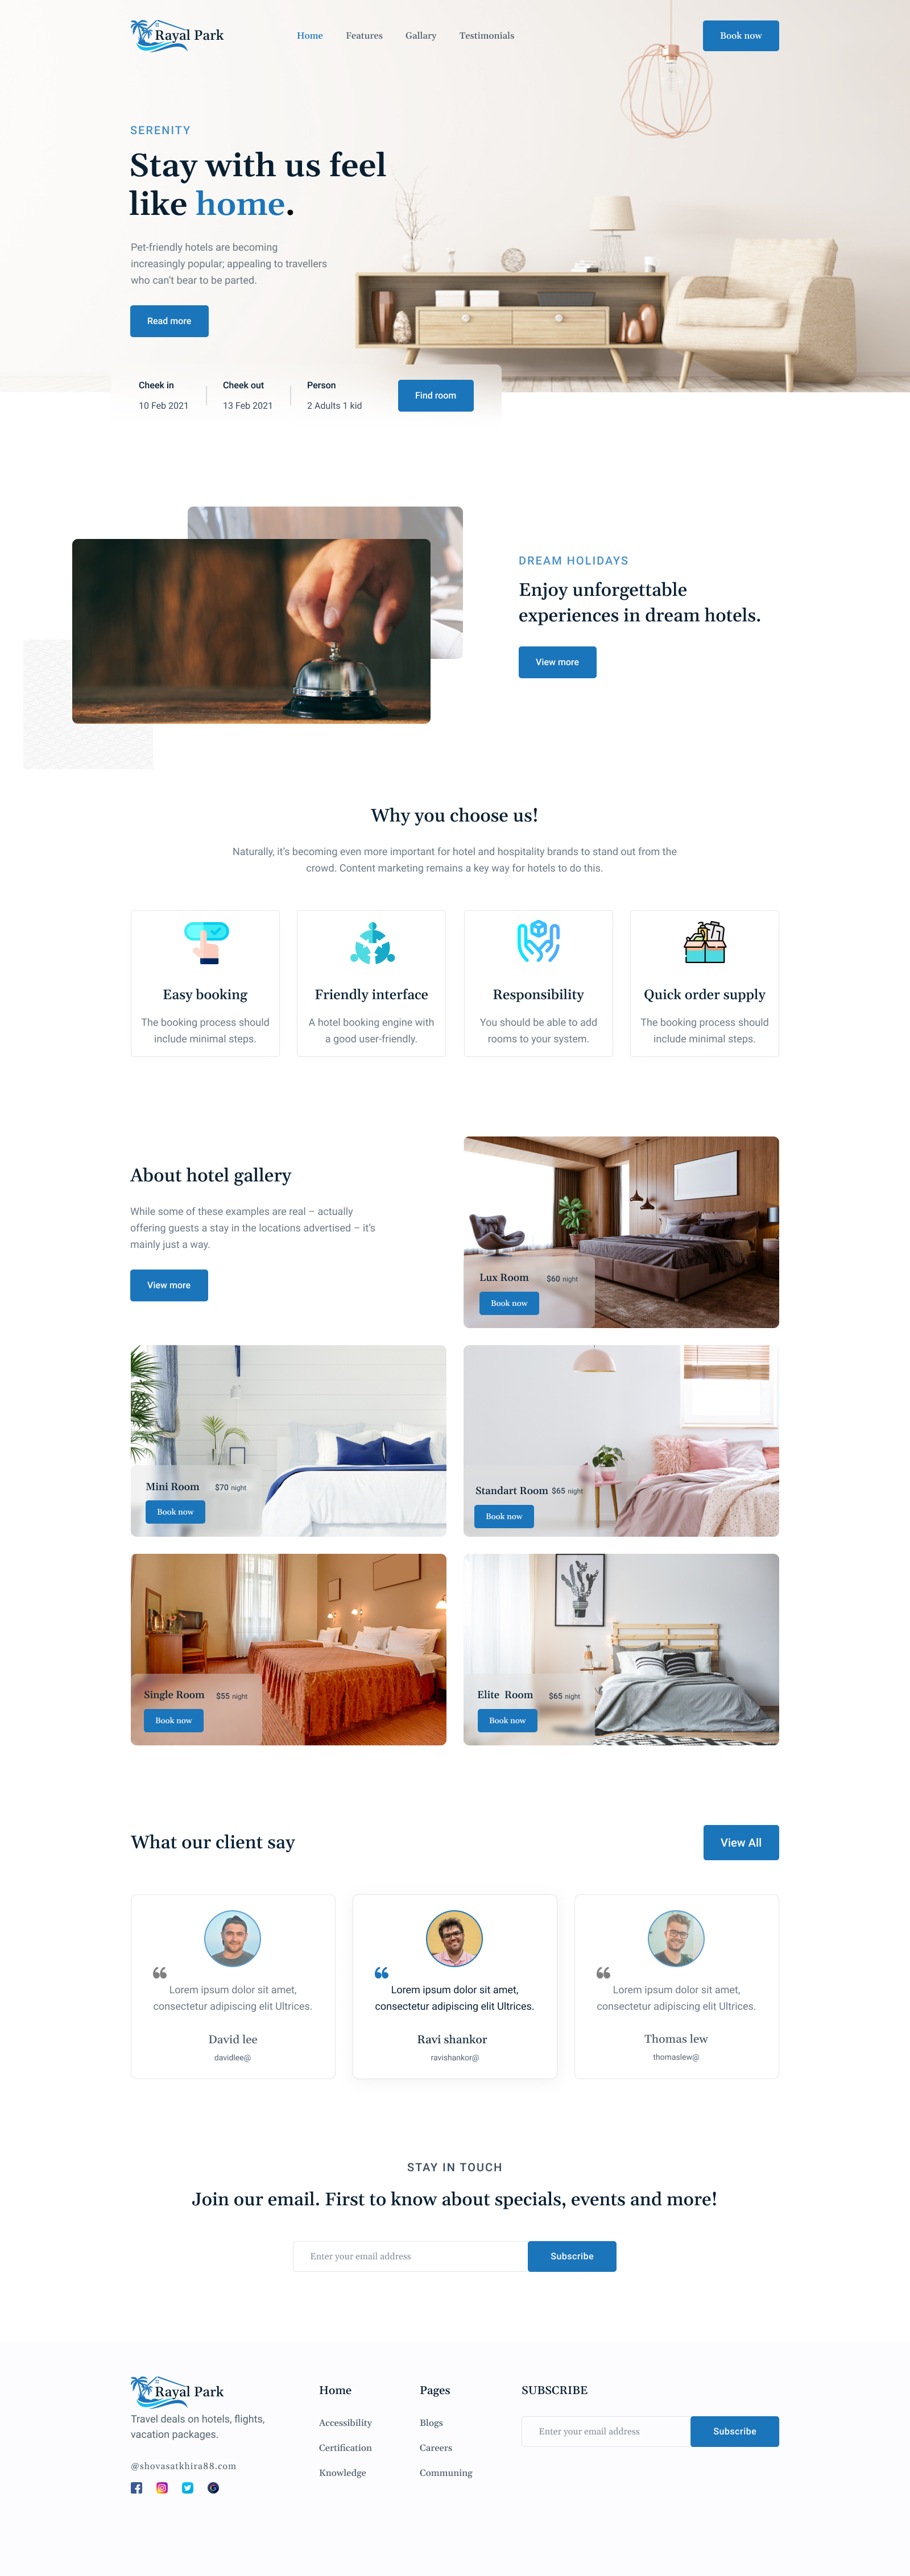 Rayal Park
Home
Features
Gallary
Testimonials
Book now
SERENITY
Stay with us feel
like home.
Pet-friendly hotels are becoming
increasingly popular; appealing to travellers
who can't bear to be parted.
Read more
Cheek in
Cheek out
Person
10 Feb 2021
13 Feb 2021
2 Adults 1 kid
Find room
DREAM HOLIDAYS
Enjoy unforgettable
experiences in dream hotels.
View more
Why you choose us!
Naturally, it's becoming even more important for hotel and hospitality brands to stand out from the
crowd. Content marketing remains a key way for hotels to do this.
Easy booking
The booking process should
include minimal steps.
Friendly interface
A hotel booking engine with
a good user-friendly.
Responsibility
You should be able to add
rooms to your system.
Quick order supply
The booking process should
include minimal steps.
About hotel gallery
While some of these examples are real – actually
offering guests a stay in the locations advertised – it's
mainly just a way.
View more
Lux Room $60 night
Book now
Mini Room $70 night
Book now
Standart Room $65 night
Book now
Single Room $55 night
Book now
Elite Room $65 night
Book now
What our client say
View All
Lorem ipsum dolor sit amet,
consectetur adipiscing elit Ultrices.
David lee
davidlee@
Lorem ipsum dolor sit amet,
consectetur adipiscing elit Ultrices.
Ravi shankor
ravishankor@
Lorem ipsum dolor sit amet,
consectetur adipiscing elit Ultrices.
Thomas lew
thomaslew@
STAY IN TOUCH
Join our email. First to know about specials, events and more!
Enter your email address
Subscribe
Rayal Park
Travel deals on hotels, flights,
vacation packages.
@shovasatkhira88.com
Home
Accessibility
Certification
Knowledge
Pages
Blogs
Careers
Communing
SUBSCRIBE
Enter your email address
Subscribe